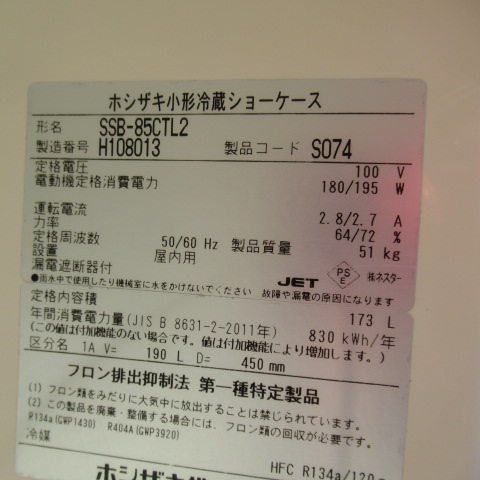 ホシザキ小形冷蔵ショーケース
形名 SSB-85CTL2
製造番号 H108013 製品コード S074
定格電圧 100 V
電動機定格消費電力 180/195 W
運転電流 2.8/2.7 A
力率 64/72 %
定格周波数 50/60 Hz 製品質量 51 kg
設置 屋内用
漏電遮断器付 JET PSE ㈱ネスター
●雨水中で使用したり機械室に水をかけないでください 故障や漏電の原因になります
定格内容積 173 L
年間消費電力量(JIS B 8631-2-2011年) 830 kWh/年
(この値は付加機能のない場合です。値は付加機能により増加します。)
区分名 1A V= 190 L D= 450 mm
フロン排出抑制法 第一種特定製品
(1) フロン類をみだりに大気中に放出することは禁じられています。
(2) この製品を廃棄・整備する場合には、フロン類の回収が必要です。
R134a(GWP1430) R404A(GWP3920)
冷媒 HFC R134a/120
ホシザキ